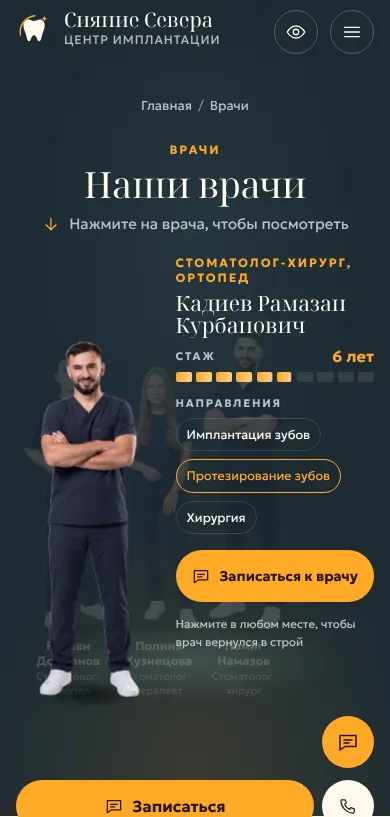 Сияние Севера
ЦЕНТР ИМПЛАНТАЦИИ
Главная / Врачи
ВРАЧИ
Наши врачи
Нажмите на врача, чтобы посмотреть
СТОМАТОЛОГ-ХИРУРГ,
ОРТОПЕД
Кадиев Рамазан
Курбанович
СТАЖ 6 лет
НАПРАВЛЕНИЯ
Имплантация зубов
Протезирование зубов
Хирургия
Записаться к врачу
Нажмите в любом месте, чтобы
врач вернулся в строй
Полина
Кузнецова
Намазов
хирург
Записаться